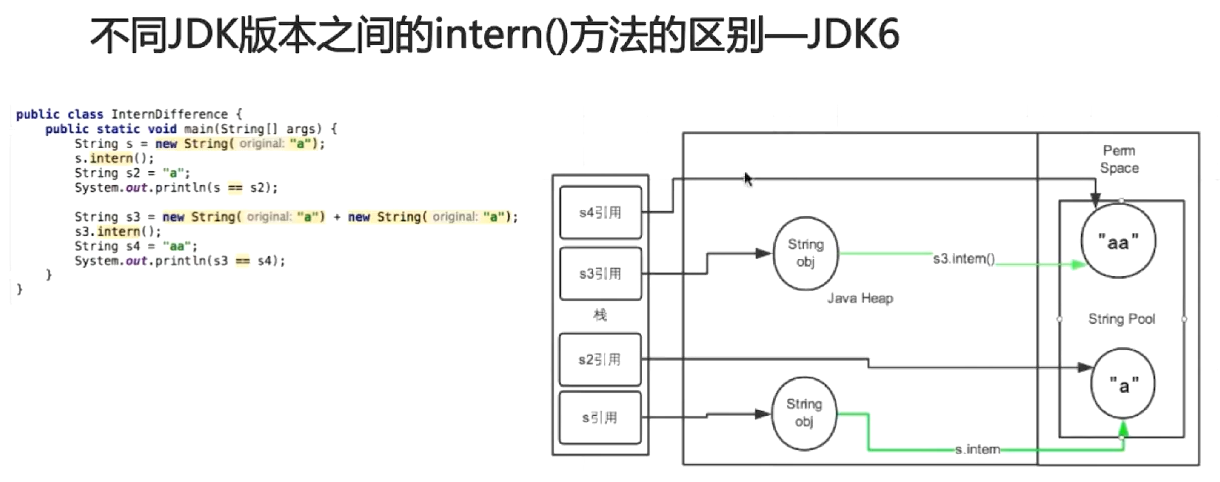 不同JDK版本之间的intern()方法的区别—JDK6
public class InternDifference {
public static void main(String[] args) {
String s = new String( original: "a");
s.intern();
String s2 = "a";
System.out.println(s == s2);
String s3 = new String( original: "a") + new String( original: "a");
s3.intern();
String s4 = "aa";
System.out.println(s3 == s4);
}
}
s4引用
s3引用
栈
s2引用
s引用
String
obj
s3.intern()
Java Heap
String
obj
s.intern
Perm
Space
"aa"
String Pool
"a"